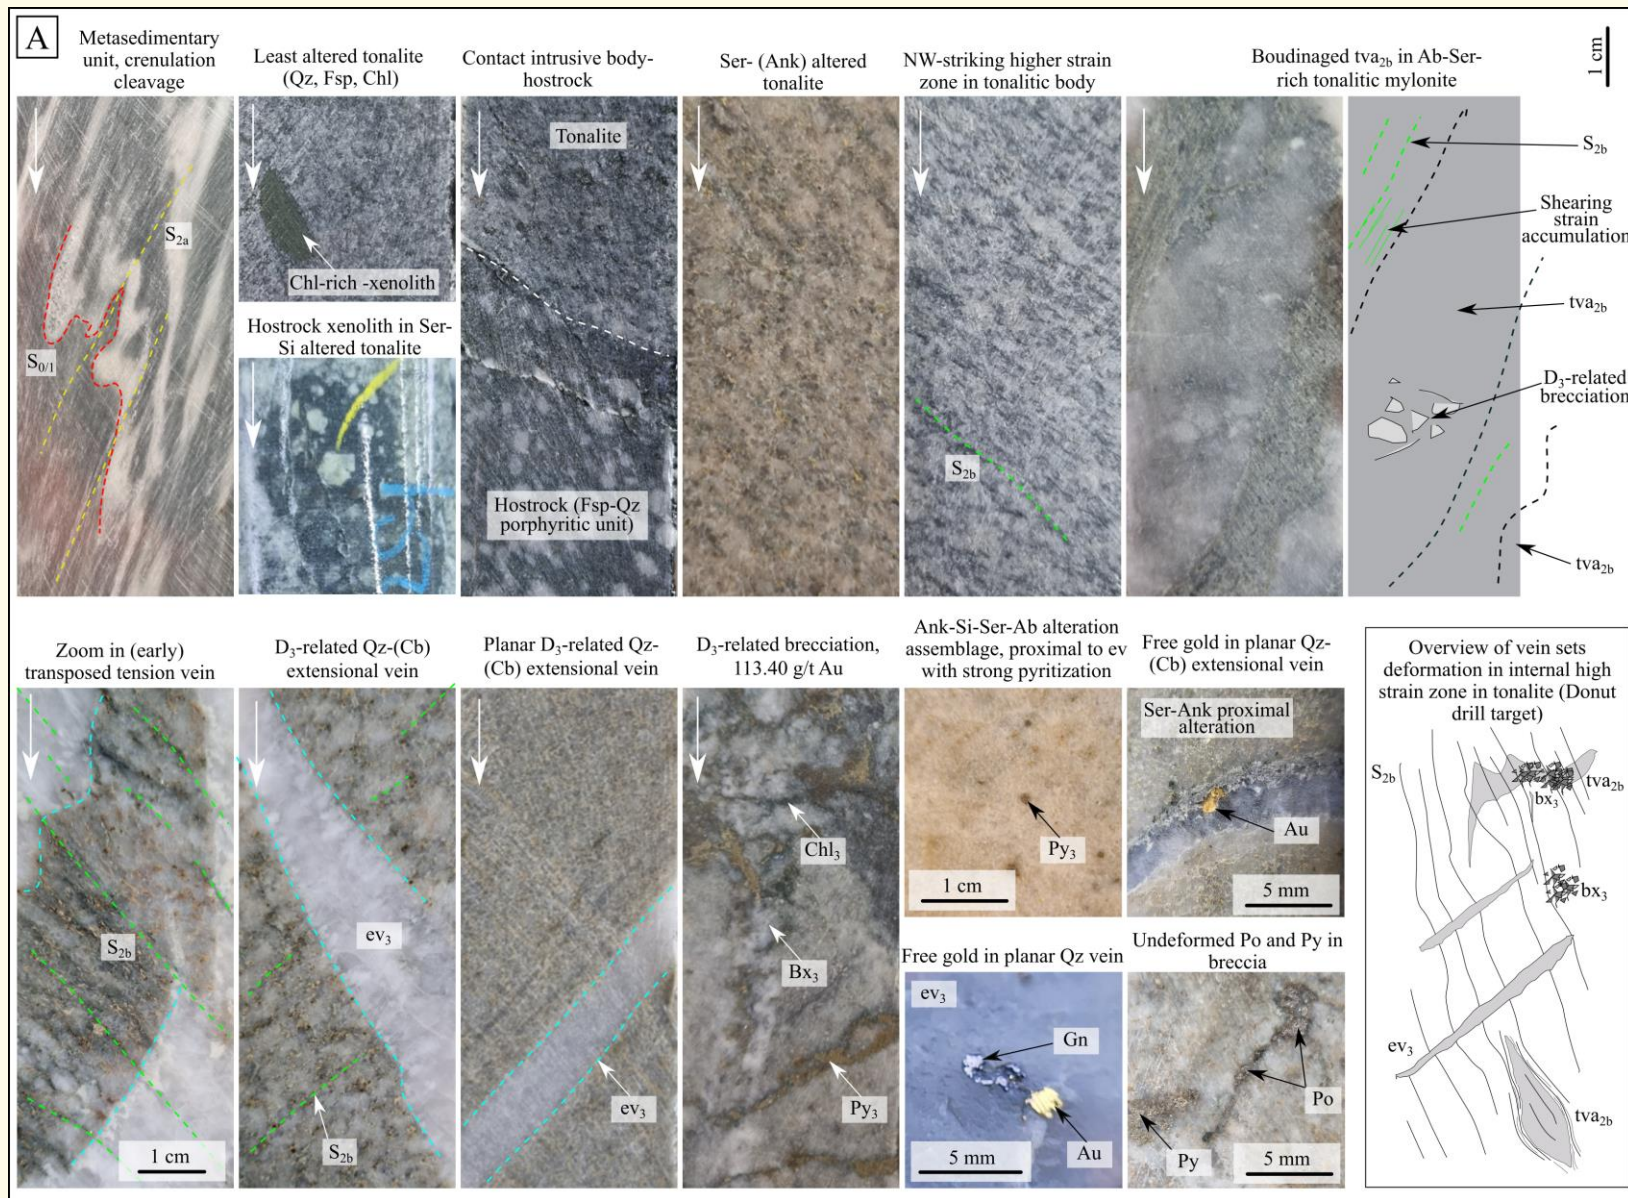 A
Metasedimentary
unit, crenulation
cleavage
S2a
S0/1
Least altered tonalite
(Qz, Fsp, Chl)
Chl-rich -xenolith
Hostrock xenolith in Ser-
Si altered tonalite
Contact intrusive body-
hostrock
Tonalite
Hostrock (Fsp-Qz
porphyritic unit)
Ser- (Ank) altered
tonalite
NW-striking higher strain
zone in tonalitic body
S2b
Boudinaged tva2b in Ab-Ser-
rich tonalitic mylonite
1 cm
S2b
Shearing
strain
accumulation
tva2b
D3-related
brecciation
tva2b
Zoom in (early)
transposed tension vein
S2b
1 cm
D3-related Qz-(Cb)
extensional vein
ev3
S2b
Planar D3-related Qz-
(Cb) extensional vein
ev3
D3-related brecciation,
113.40 g/t Au
Chl3
Bx3
Py3
Ank-Si-Ser-Ab alteration
assemblage, proximal to ev
with strong pyritization
Py3
1 cm
Free gold in planar Qz-
(Cb) extensional vein
Ser-Ank proximal
alteration
Au
5 mm
Free gold in planar Qz vein
ev3
Gn
Au
5 mm
Undeformed Po and Py in
breccia
Po
Py
5 mm
Overview of vein sets
deformation in internal high
strain zone in tonalite (Donut
drill target)
S2b
tva2b
bx3
bx3
ev3
tva2b